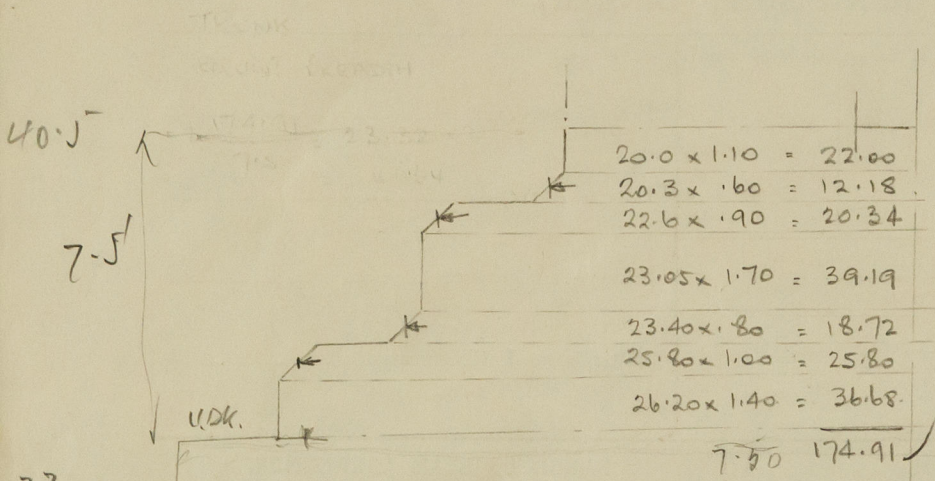 40.5
20.0 x 1.10 = 22.00
20.3 x .60 = 12.18
22.6 x .90 = 20.34
7.5'
23.05 x 1.70 = 39.19
23.40 x .80 = 18.72
25.80 x 1.00 = 25.80
26.20 x 1.40 = 36.68
U.DK.
7.50 174.91